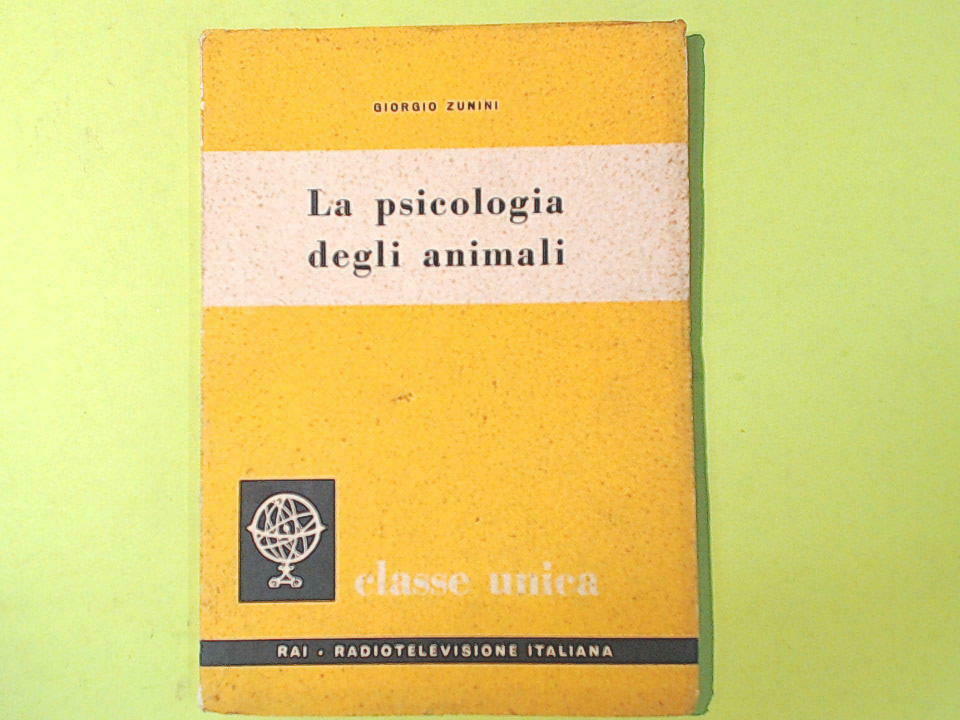 GIORGIO ZUNINI
La psicologia
degli animali
classe unica
RAI • RADIOTELEVISIONE ITALIANA